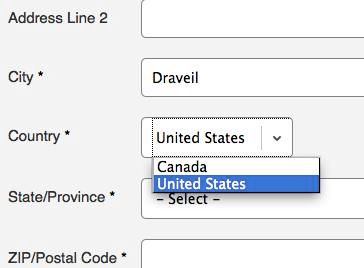 Address Line 2
City *
Draveil
Country *
United States
Canada
United States
State/Province *
- Select -
ZIP/Postal Code *